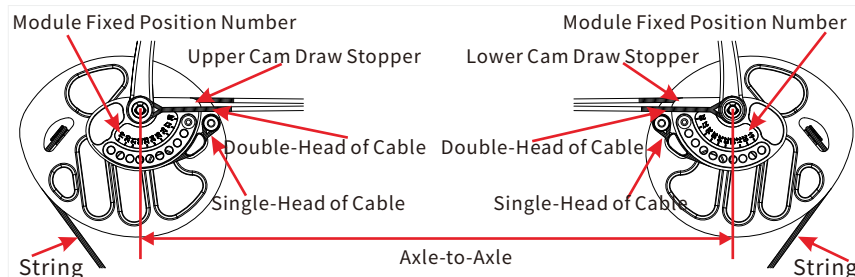 Module Fixed Position Number
Module Fixed Position Number
Upper Cam Draw Stopper
Lower Cam Draw Stopper
Double-Head of Cable
Double-Head of Cable
Single-Head of Cable
Single-Head of Cable
Axle-to-Axle
String
String